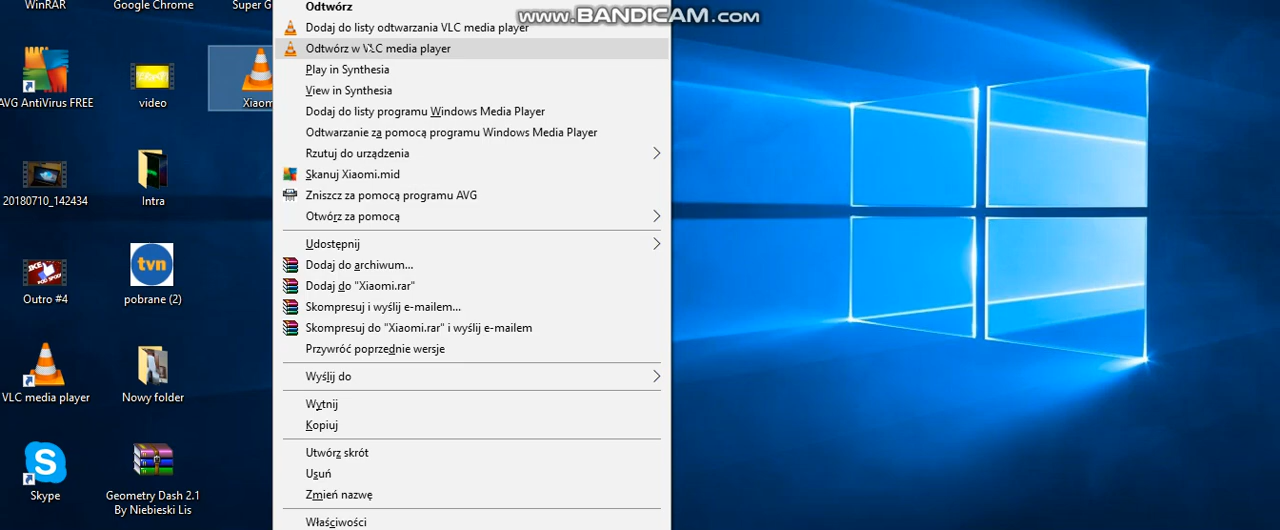 WinRAR
Google Chrome
Super G
AVG AntiVirus FREE
video
Xiaom
20180710_142434
Intra
Outro #4
tvn
pobrane (2)
VLC media player
Nowy folder
Skype
Geometry Dash 2.1
By Niebieski Lis
Odtwórz
Dodaj do listy odtwarzania VLC media player
Odtwórz w VLC media player
Play in Synthesia
View in Synthesia
Dodaj do listy programu Windows Media Player
Odtwarzanie za pomocą programu Windows Media Player
Rzutuj do urządzenia
Skanuj Xiaomi.mid
Zniszcz za pomocą programu AVG
Otwórz za pomocą
Udostępnij
Dodaj do archiwum...
Dodaj do "Xiaomi.rar"
Skompresuj i wyślij e-mailem...
Skompresuj do "Xiaomi.rar" i wyślij e-mailem
Przywróć poprzednie wersje
Wyślij do
Wytnij
Kopiuj
Utwórz skrót
Usuń
Zmień nazwę
Właściwości
www.BANDICAM.com